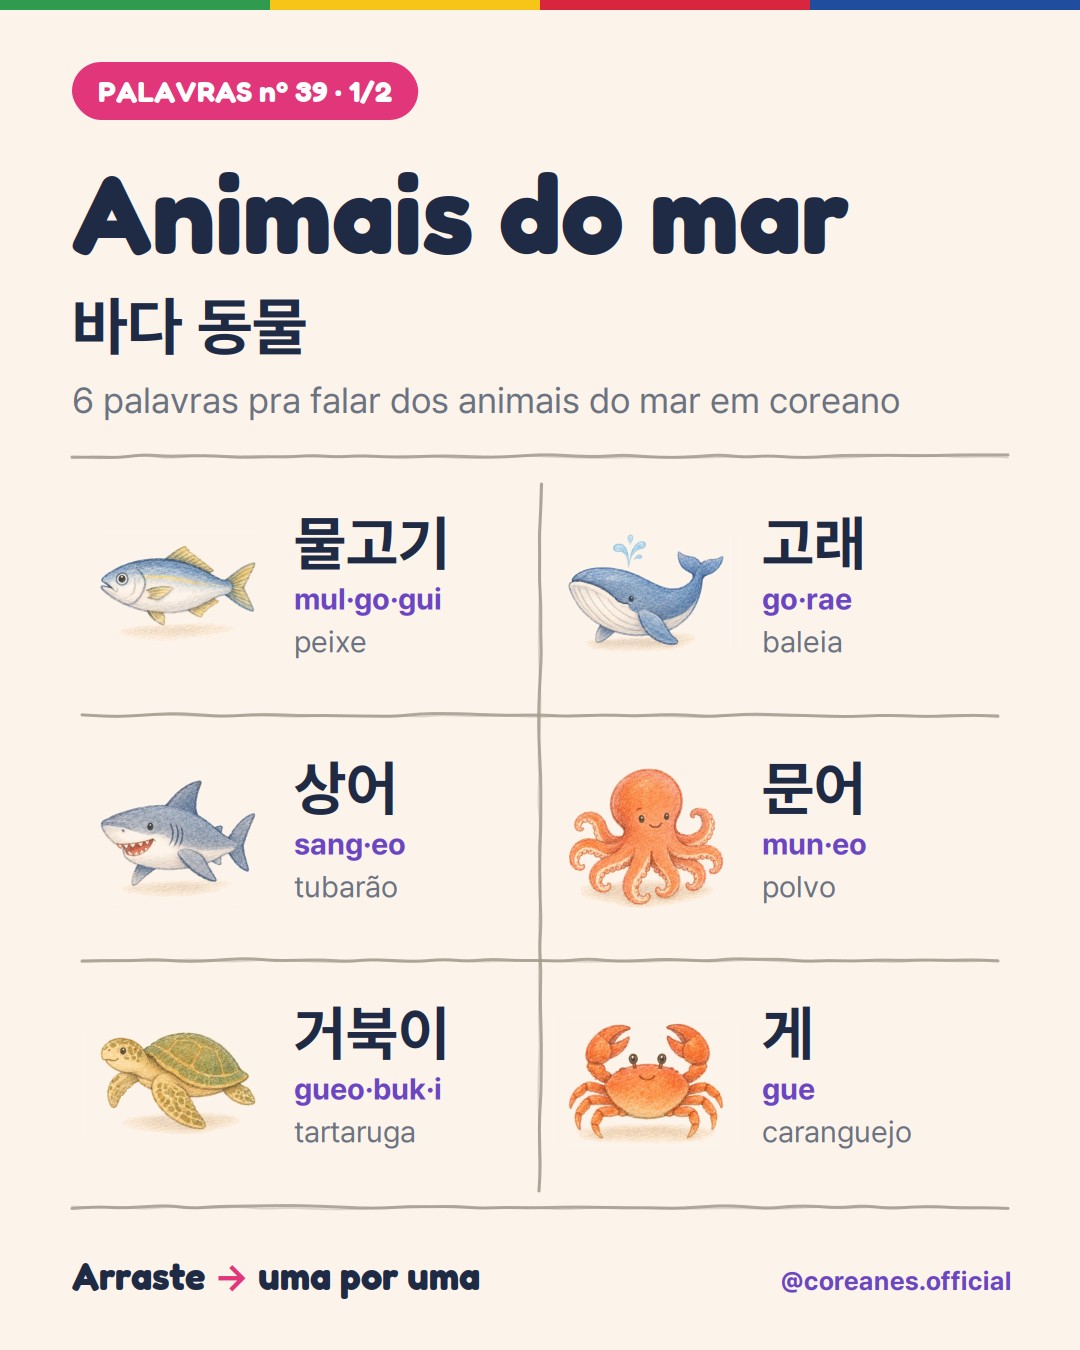 PALAVRAS nº 39 · 1/2
Animais do mar
바다 동물
6 palavras pra falar dos animais do mar em coreano
물고기
mul·go·gui
peixe
고래
go·rae
baleia
상어
sang·eo
tubarão
문어
mun·eo
polvo
거북이
gueo·buk·i
tartaruga
게
gue
caranguejo
Arraste → uma por uma
@coreanes.official